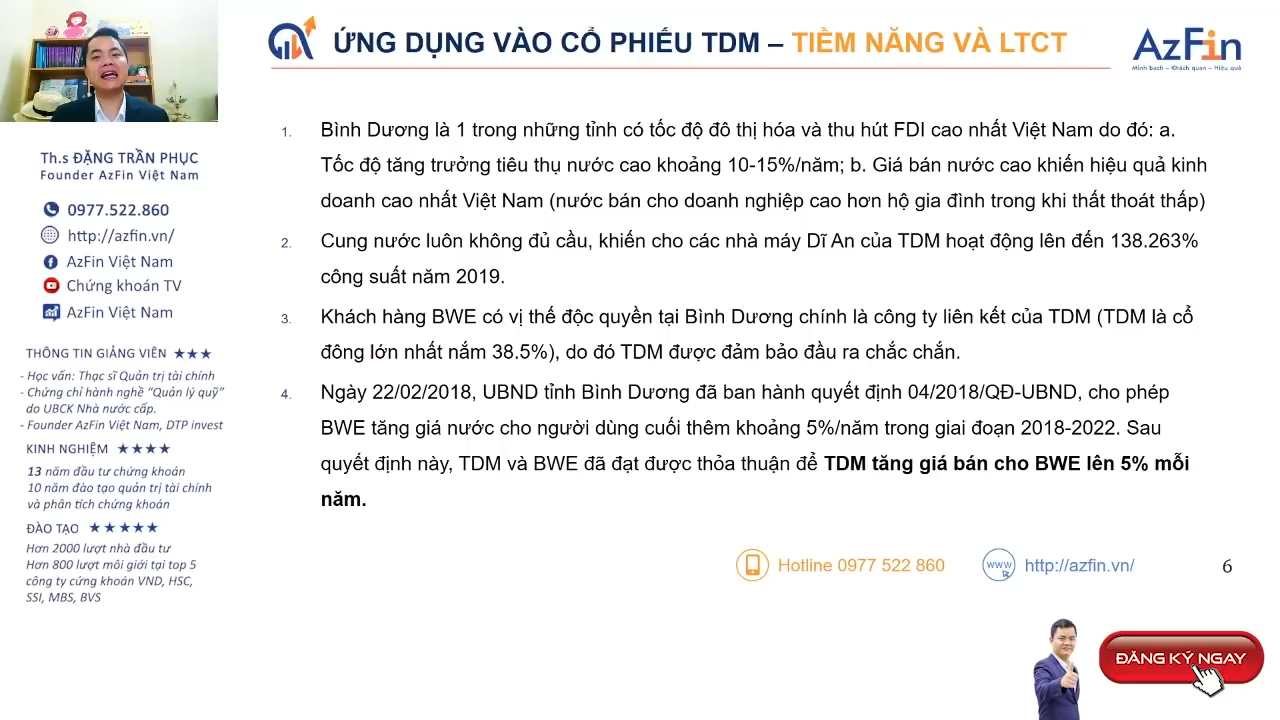 ỨNG DỤNG VÀO CỔ PHIẾU TDM – TIỀM NĂNG VÀ LTCT
AzFin
Minh bạch – Khách quan – Hiệu quả
Th.s ĐẶNG TRẦN PHỤC
Founder AzFin Việt Nam
0977.522.860
http://azfin.vn/
AzFin Việt Nam
Chứng khoán TV
AzFin Việt Nam
THÔNG TIN GIẢNG VIÊN ★★★
- Học vấn: Thạc sĩ Quản trị tài chính
- Chứng chỉ hành nghề “Quản lý quỹ”
do UBCK Nhà nước cấp.
- Founder AzFin Việt Nam, DTP invest
KINH NGHIỆM ★★★★
13 năm đầu tư chứng khoán
10 năm đào tạo quản trị tài chính
và phân tích chứng khoán
ĐÀO TẠO ★★★★★
Hơn 2000 lượt nhà đầu tư
Hơn 800 lượt môi giới tại top 5
công ty cứng khoán VND, HSC,
SSI, MBS, BVS
1. Bình Dương là 1 trong những tỉnh có tốc độ đô thị hóa và thu hút FDI cao nhất Việt Nam do đó: a.
Tốc độ tăng trưởng tiêu thụ nước cao khoảng 10-15%/năm; b. Giá bán nước cao khiến hiệu quả kinh
doanh cao nhất Việt Nam (nước bán cho doanh nghiệp cao hơn hộ gia đình trong khi thất thoát thấp)
2. Cung nước luôn không đủ cầu, khiến cho các nhà máy Dĩ An của TDM hoạt động lên đến 138.263%
công suất năm 2019.
3. Khách hàng BWE có vị thế độc quyền tại Bình Dương chính là công ty liên kết của TDM (TDM là cổ
đông lớn nhất nắm 38.5%), do đó TDM được đảm bảo đầu ra chắc chắn.
4. Ngày 22/02/2018, UBND tỉnh Bình Dương đã ban hành quyết định 04/2018/QĐ-UBND, cho phép
BWE tăng giá nước cho người dùng cuối thêm khoảng 5%/năm trong giai đoạn 2018-2022. Sau
quyết định này, TDM và BWE đã đạt được thỏa thuận để TDM tăng giá bán cho BWE lên 5% mỗi
năm.
Hotline 0977 522 860
www
http://azfin.vn/
6
ĐĂNG KÝ NGAY